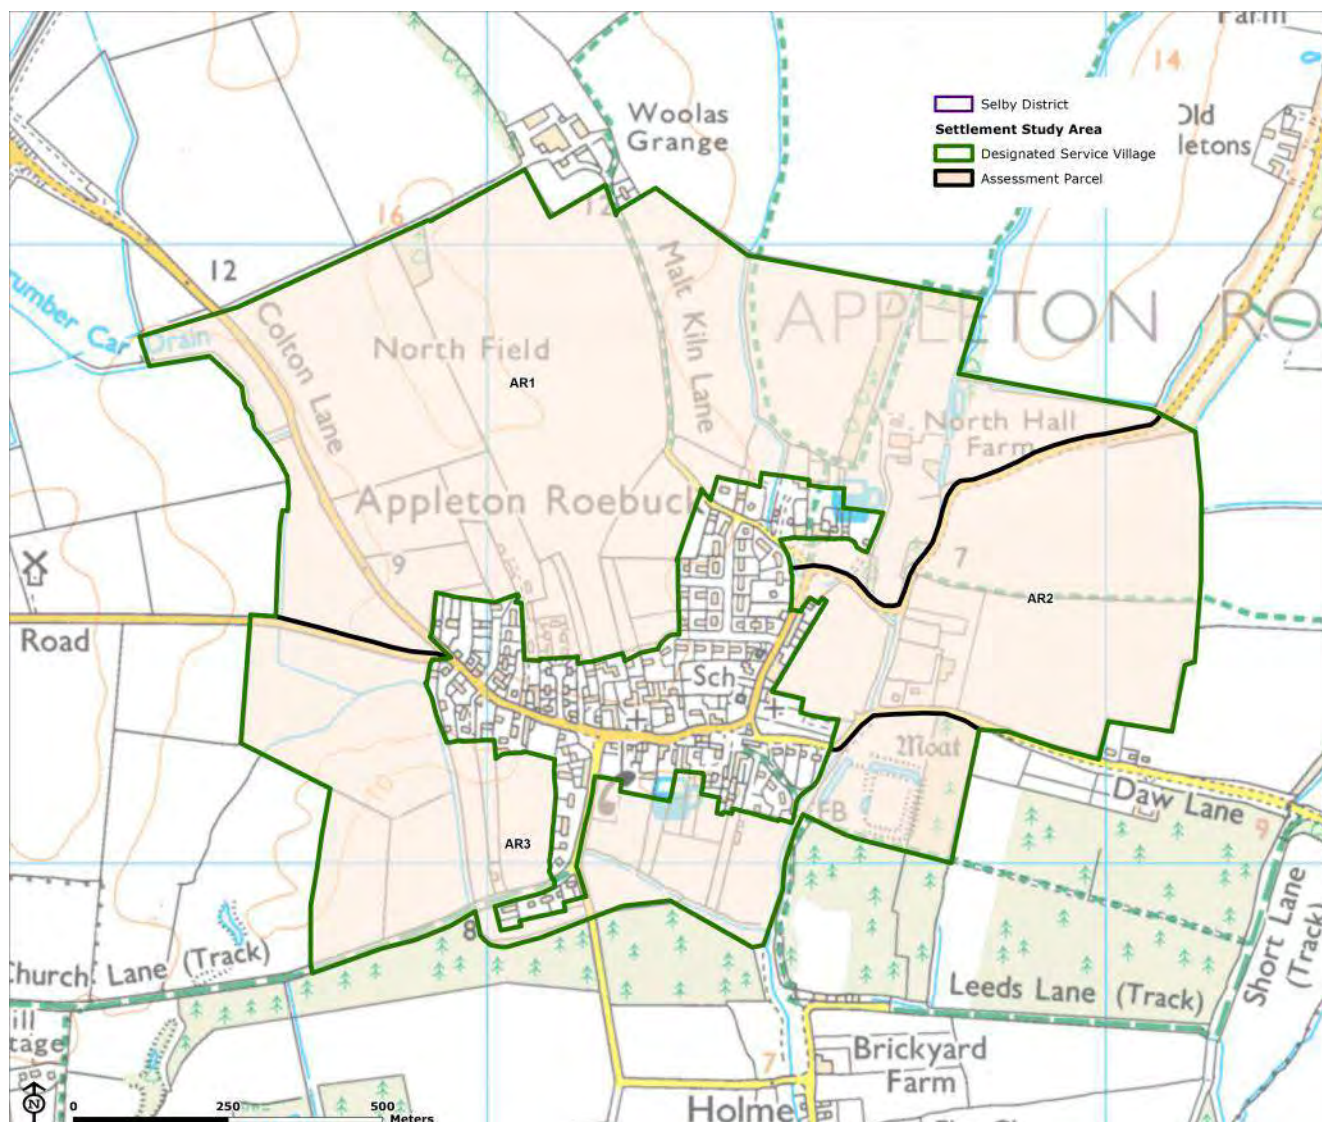 Farm
14
Woolas
Grange
Selby District
Settlement Study Area
Designated Service Village
Assessment Parcel
Old
letons
16
12
12
Malt Kiln Lane
Colton Lane
Drain
Car
North Field
AR1
APPLETON RO
North Hall
Farm
Appleton Roebuck
9
7
AR2
Road
Sch
Moat
10
FB
Daw Lane
9
AR3
8
Church Lane (Track)
Leeds Lane (Track)
Short Lane
(Track)
ill
tage
7
Brickyard
Farm
Holme
N
0 250 500
Meters